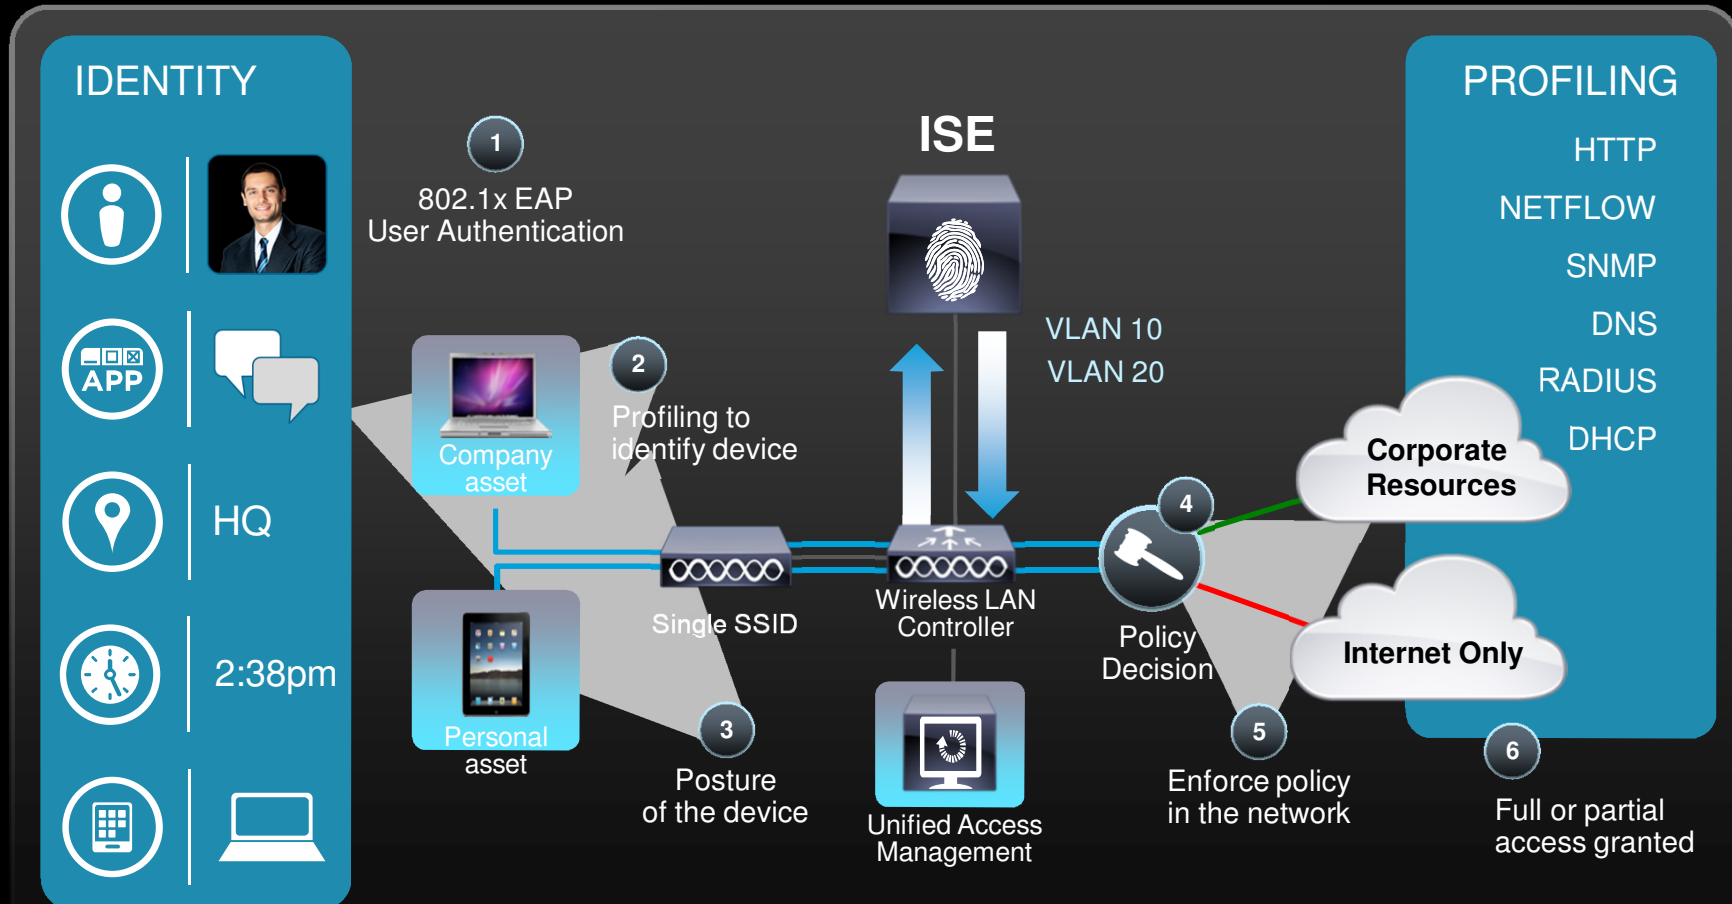 IDENTITY
APP
HQ
2:38pm
1
802.1x EAP
User Authentication
Company
asset
2
Profiling to
identify device
Personal
asset
3
Posture
of the device
Single SSID
ISE
VLAN 10
VLAN 20
Wireless LAN
Controller
Unified Access
Management
4
Policy
Decision
5
Enforce policy
in the network
PROFILING
HTTP
NETFLOW
SNMP
DNS
RADIUS
DHCP
Corporate
Resources
Internet Only
6
Full or partial
access granted